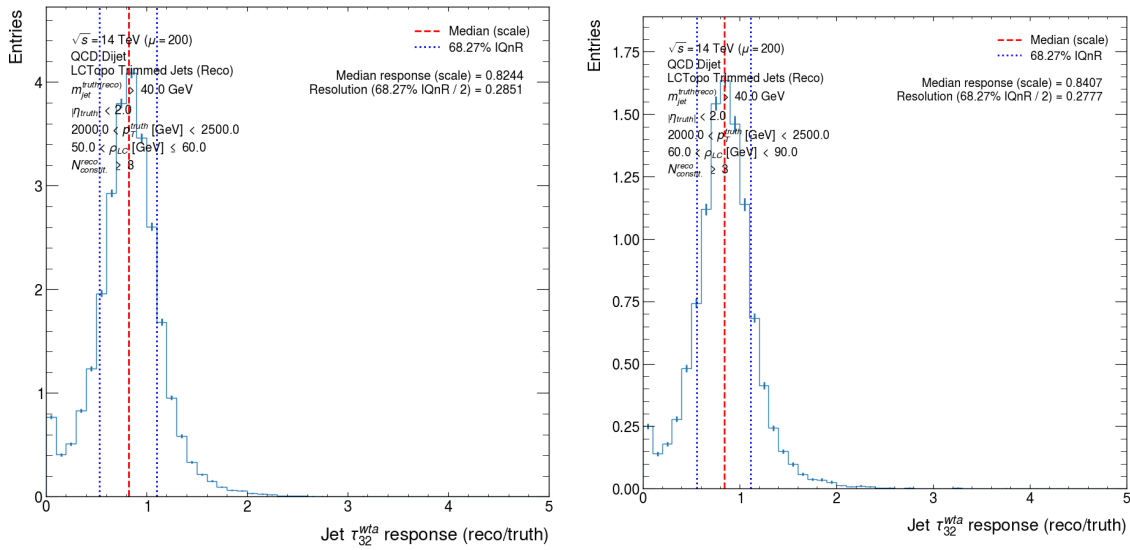 Entries
√s = 14 TeV (μ = 200)
QCD Dijet
LCTopo Trimmed Jets (Reco)
m_jet^truth(reco) > 40.0 GeV
|η_truth| < 2.0
2000.0 < p_T^truth [GeV] < 2500.0
50.0 < ρ_LC [GeV] ≤ 60.0
N_constit.^reco ≥ 3
Median (scale)
68.27% IQnR
Median response (scale) = 0.8244
Resolution (68.27% IQnR / 2) = 0.2851
4
3
2
1
0
0 1 2 3 4 5
Jet τ_32^wta response (reco/truth)
Entries
√s = 14 TeV (μ = 200)
QCD Dijet
LCTopo Trimmed Jets (Reco)
m_jet^truth(reco) > 40.0 GeV
|η_truth| < 2.0
2000.0 < p_T^truth [GeV] < 2500.0
60.0 < ρ_LC [GeV] < 90.0
N_constit.^reco ≥ 3
Median (scale)
68.27% IQnR
Median response (scale) = 0.8407
Resolution (68.27% IQnR / 2) = 0.2777
1.75
1.50
1.25
1.00
0.75
0.50
0.25
0.00
0 1 2 3 4 5
Jet τ_32^wta response (reco/truth)